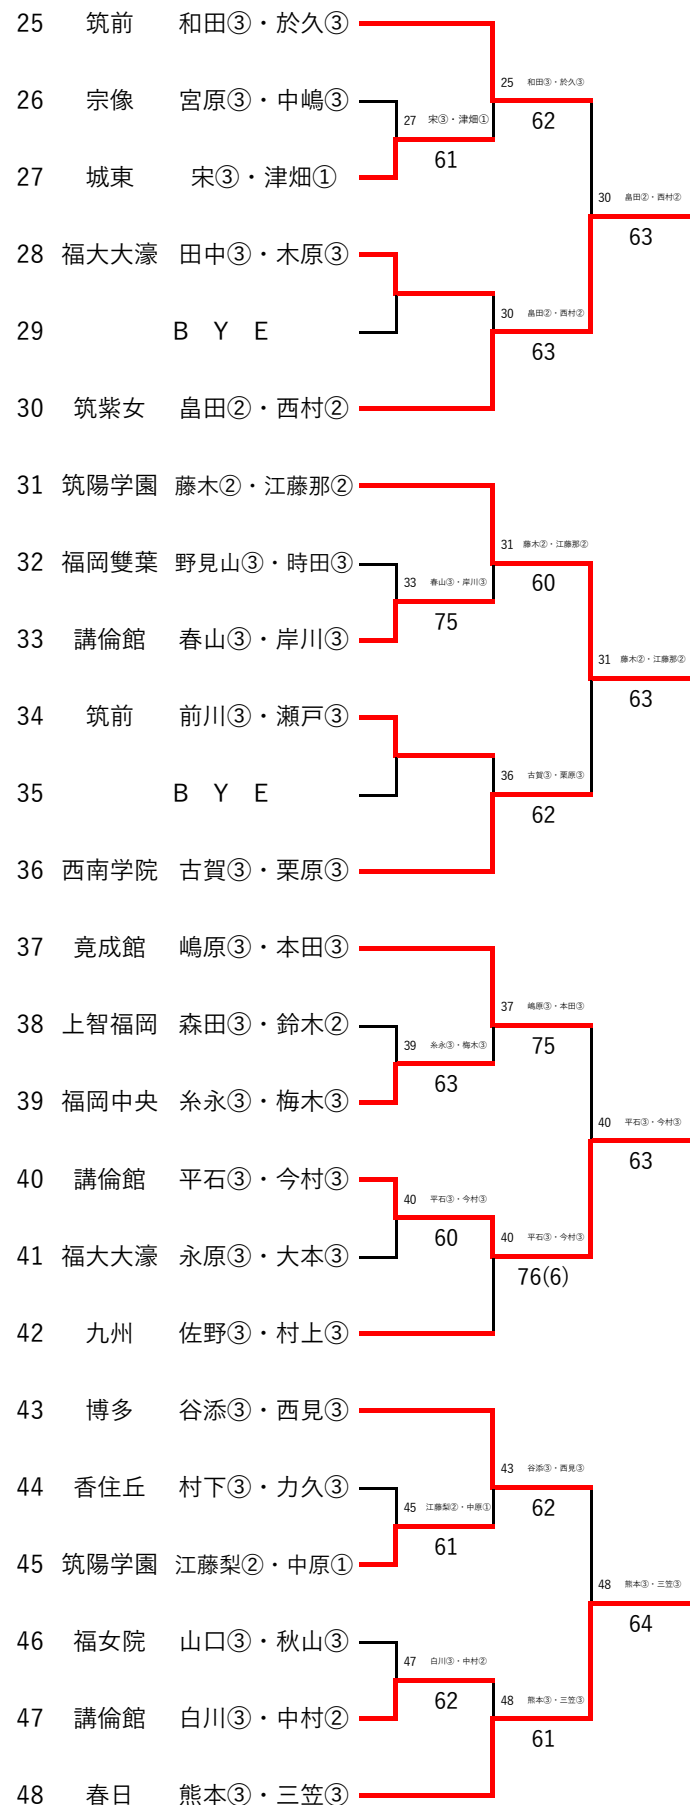 25 筑前 和田③・於久③
25 和田③・於久③
62
26 宗像 宮原③・中嶋③
27 宋③・津畑①
61
27 城東 宋③・津畑①
30 畠田②・西村②
63
28 福大大濠 田中③・木原③
29 BYE
30 畠田②・西村②
63
30 筑紫女 畠田②・西村②
31 筑陽学園 藤木②・江藤那②
31 藤木②・江藤那②
60
32 福岡雙葉 野見山③・時田③
33 春山③・岸川③
75
33 講倫館 春山③・岸川③
31 藤木②・江藤那②
63
34 筑前 前川③・瀬戸③
35 BYE
36 古賀③・栗原③
62
36 西南学院 古賀③・栗原③
37 竟成館 嶋原③・本田③
37 嶋原③・本田③
75
38 上智福岡 森田③・鈴木②
39 糸永③・梅木③
63
39 福岡中央 糸永③・梅木③
40 平石③・今村③
63
40 講倫館 平石③・今村③
40 平石③・今村③
60
41 福大大濠 永原③・大本③
40 平石③・今村③
76(6)
42 九州 佐野③・村上③
43 博多 谷添③・西見③
43 谷添③・西見③
62
44 香住丘 村下③・力久③
45 江藤梨②・中原①
61
45 筑陽学園 江藤梨②・中原①
48 熊本③・三笠③
64
46 福女院 山口③・秋山③
47 白川③・中村②
62
47 講倫館 白川③・中村②
48 熊本③・三笠③
61
48 春日 熊本③・三笠③